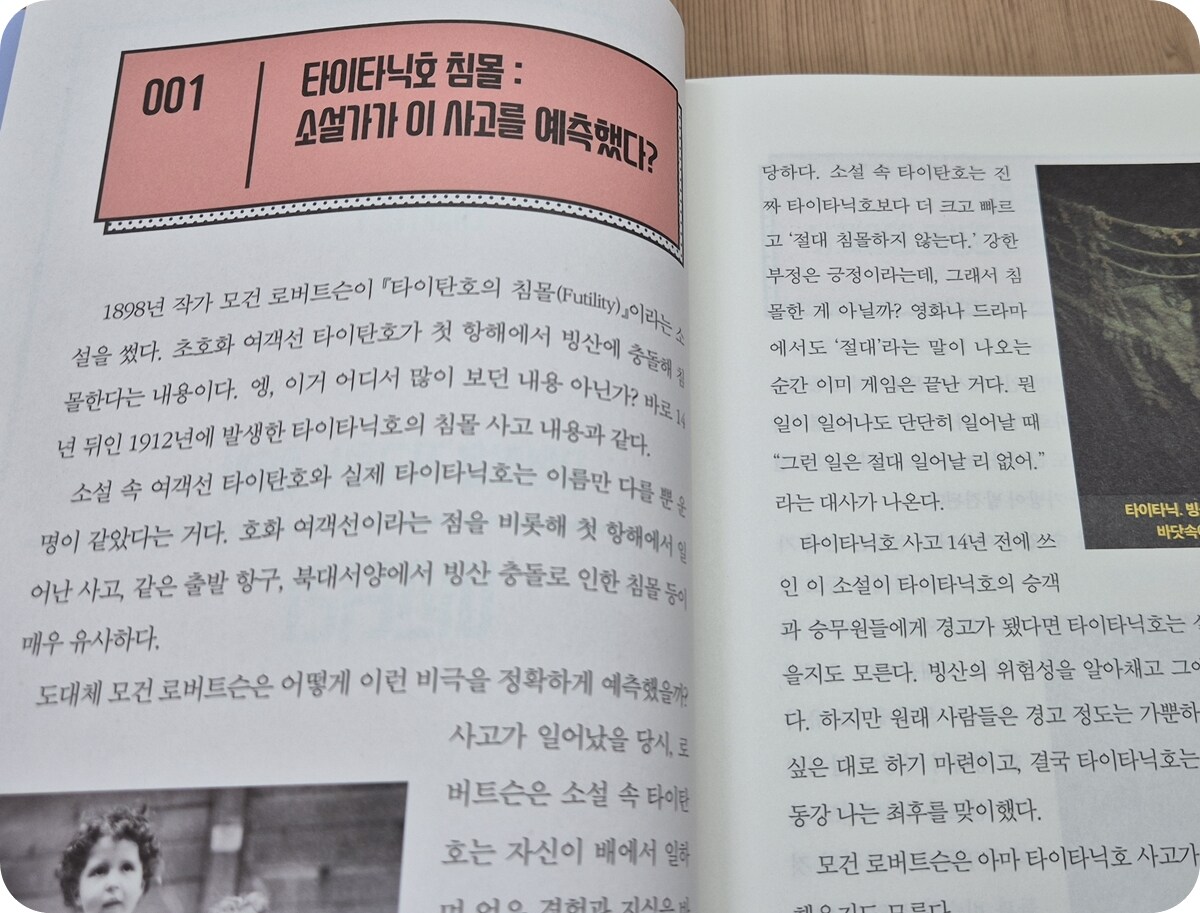 001
타이타닉호 침몰 :
소설가가 이 사고를 예측했다?
1898년 작가 모건 로버트슨이 『타이탄호의 침몰(Futility)』이라는 소
설을 썼다. 초호화 여객선 타이탄호가 첫 항해에서 빙산에 충돌해 침
몰한다는 내용이다. 엥, 이거 어디서 많이 보던 내용 아닌가? 바로 14
년 뒤인 1912년에 발생한 타이타닉호의 침몰 사고 내용과 같다.
소설 속 여객선 타이탄호와 실제 타이타닉호는 이름만 다를 뿐 운
명이 같았다는 거다. 호화 여객선이라는 점을 비롯해 첫 항해에서 일
어난 사고, 같은 출발 항구, 북대서양에서 빙산 충돌로 인한 침몰 등이
매우 유사하다.
도대체 모건 로버트슨은 어떻게 이런 비극을 정확하게 예측했을까?
사고가 일어났을 당시, 로
버트슨은 소설 속 타이탄
호는 자신이 배에서 일하
며 얻은 경험과 지식을
당하다. 소설 속 타이탄호는 진
짜 타이타닉호보다 더 크고 빠르
고 ‘절대 침몰하지 않는다.’ 강한
부정은 긍정이라는데, 그래서 침
몰한 게 아닐까? 영화나 드라마
에서도 ‘절대’라는 말이 나오는
순간 이미 게임은 끝난 거다. 뭔
일이 일어나도 단단히 일어날 때
“그런 일은 절대 일어날 리 없어.”
라는 대사가 나온다.
타이타닉호 사고 14년 전에 쓰
인 이 소설이 타이타닉호의 승객
과 승무원들에게 경고가 됐다면 타이타닉호는
을지도 모른다. 빙산의 위험성을 알아채고
다. 하지만 원래 사람들은 경고 정도는 가뿐하
싶은 대로 하기 마련이고, 결국 타이타닉호는
동강 나는 최후를 맞이했다.
모건 로버트슨은 아마 타이타닉호 사고가
했을지도 모른다.
타이타닉. 빙
바닷속